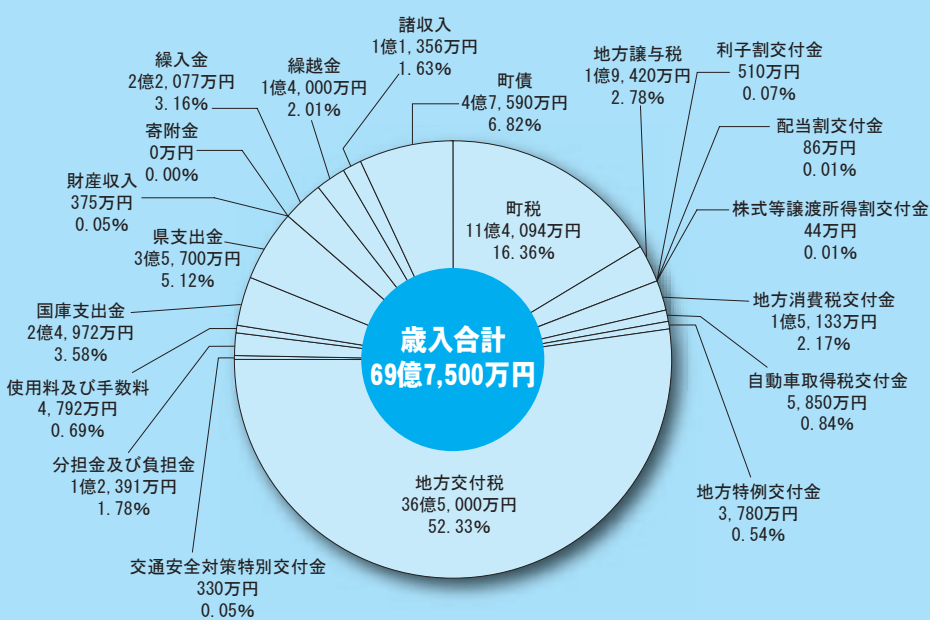 歳入合計
69億7,500万円
町税
11億4,094万円
16.36%
地方譲与税
1億9,420万円
2.78%
利子割交付金
510万円
0.07%
配当割交付金
86万円
0.01%
株式等譲渡所得割交付金
44万円
0.01%
地方消費税交付金
1億5,133万円
2.17%
自動車取得税交付金
5,850万円
0.84%
地方特例交付金
3,780万円
0.54%
地方交付税
36億5,000万円
52.33%
交通安全対策特別交付金
330万円
0.05%
分担金及び負担金
1億2,391万円
1.78%
使用料及び手数料
4,792万円
0.69%
国庫支出金
2億4,972万円
3.58%
県支出金
3億5,700万円
5.12%
財産収入
375万円
0.05%
寄附金
0万円
0.00%
繰入金
2億2,077万円
3.16%
繰越金
1億4,000万円
2.01%
諸収入
1億1,356万円
1.63%
町債
4億7,590万円
6.82%